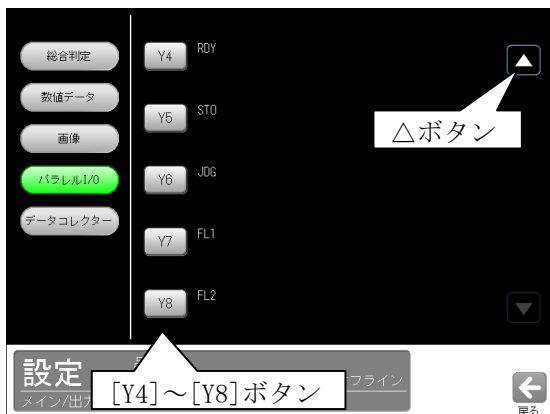 総合判定
数値データ
画像
パラレルI/O
データコレクター
Y4 RDY
Y5 STO
Y6 JDG
Y7 FL1
Y8 FL2
△ボタン
[Y4]～[Y8]ボタン
設定
メイン/出力
フライン
戻る